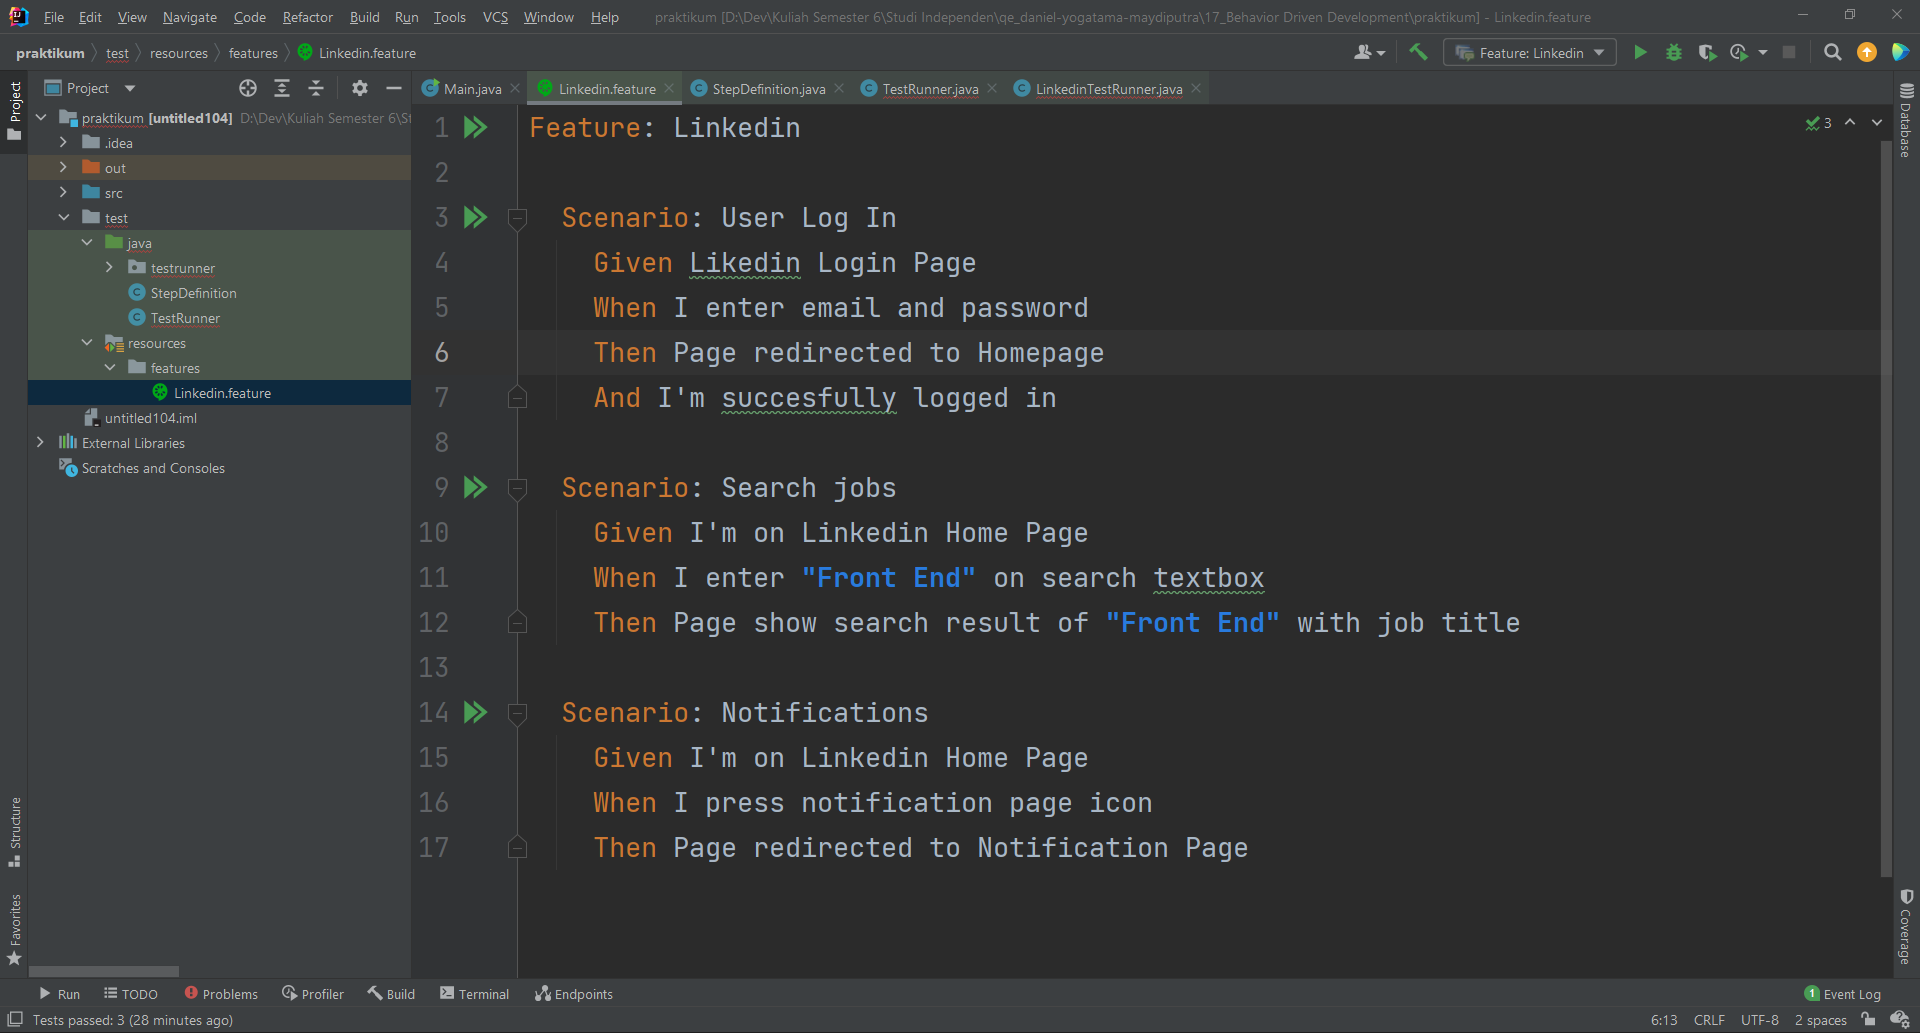 File Edit View Navigate Code Refactor Build Run Tools VCS Window Help praktikum [D:\Dev\Kuliah Semester 6\Studi Independen\qe_daniel-yogatama-maydiputra\17_Behavior Driven Development\praktikum] - Linkedin.feature
praktikum test resources features Linkedin.feature Feature: Linkedin
Project
Project
Main.java Linkedin.feature StepDefinition.java TestRunner.java LinkedinTestRunner.java
praktikum [untitled104] D:\Dev\Kuliah Semester 6\St
.idea
out
src
test
java
testrunner
StepDefinition
TestRunner
resources
features
Linkedin.feature
untitled104.iml
External Libraries
Scratches and Consoles
Structure
Favorites
1 Feature: Linkedin
2
3 Scenario: User Log In
4 Given Likedin Login Page
5 When I enter email and password
6 Then Page redirected to Homepage
7 And I'm succesfully logged in
8
9 Scenario: Search jobs
10 Given I'm on Linkedin Home Page
11 When I enter "Front End" on search textbox
12 Then Page show search result of "Front End" with job title
13
14 Scenario: Notifications
15 Given I'm on Linkedin Home Page
16 When I press notification page icon
17 Then Page redirected to Notification Page
3
Database
Coverage
Run TODO Problems Profiler Build Terminal Endpoints 1 Event Log
Tests passed: 3 (28 minutes ago) 6:13 CRLF UTF-8 2 spaces